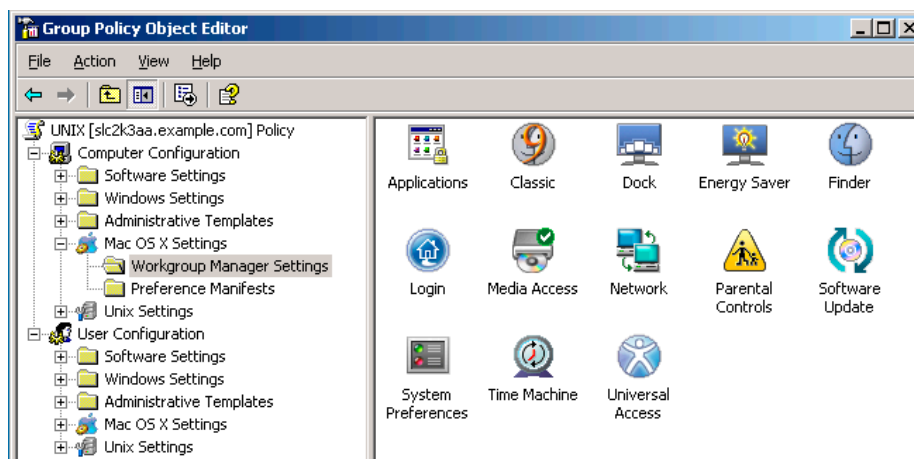 Group Policy Object Editor
File Action View Help
UNIX [slc2k3aa.example.com] Policy
Computer Configuration
Software Settings
Windows Settings
Administrative Templates
Mac OS X Settings
Workgroup Manager Settings
Preference Manifests
Unix Settings
User Configuration
Software Settings
Windows Settings
Administrative Templates
Mac OS X Settings
Unix Settings
Applications Classic Dock Energy Saver Finder
Login Media Access Network Parental Controls Software Update
System Preferences Time Machine Universal Access